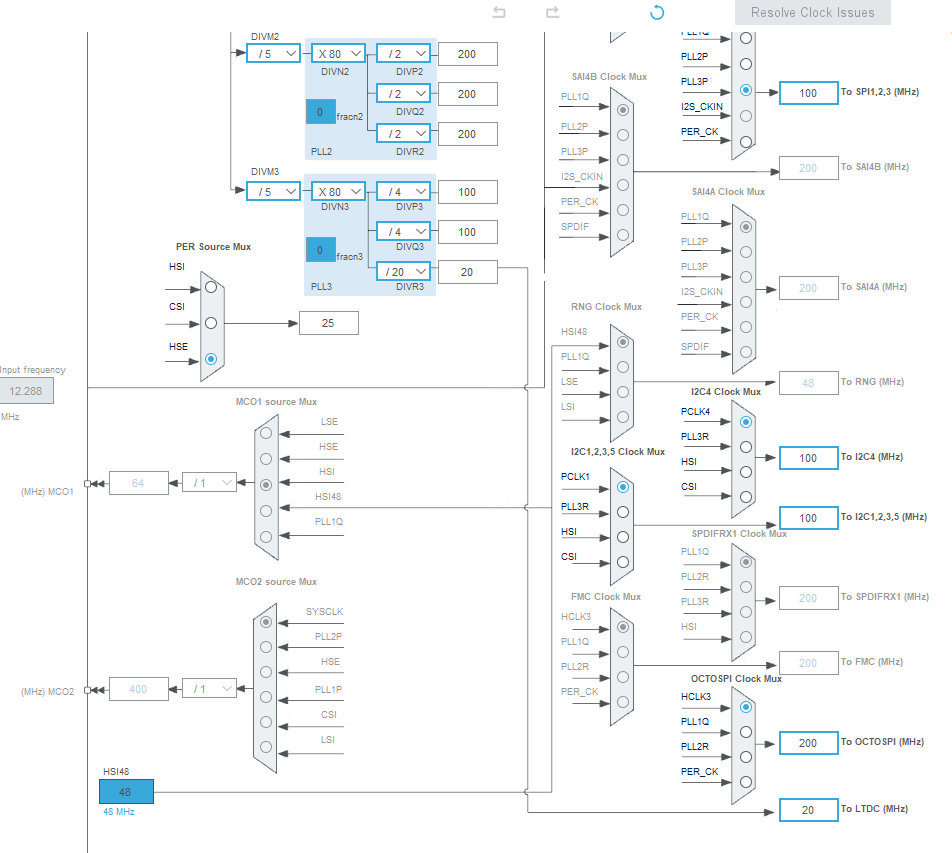 Resolve Clock Issues
DIVM2
/ 5
X 80
DIVN2
/ 2
DIVP2
200
/ 2
DIVQ2
200
0
fracn2
/ 2
DIVR2
200
PLL2
DIVM3
/ 5
X 80
DIVN3
/ 4
DIVP3
100
/ 4
DIVQ3
100
0
fracn3
/ 20
DIVR3
20
PLL3
PER Source Mux
HSI
CSI
HSE
25
Input frequency
12.288
MHz
MCO1 source Mux
LSE
HSE
HSI
HSI48
PLL1Q
(MHz) MCO1
64
/ 1
MCO2 source Mux
SYSCLK
PLL2P
HSE
PLL1P
CSI
LSI
(MHz) MCO2
400
/ 1
HSI48
48
48 MHz
PLL1Q
PLL2P
PLL3P
I2S_CKIN
PER_CK
100
To SPI1,2,3 (MHz)
SAI4B Clock Mux
PLL1Q
PLL2P
PLL3P
I2S_CKIN
PER_CK
SPDIF
200
To SAI4B (MHz)
SAI4A Clock Mux
PLL1Q
PLL2P
PLL3P
I2S_CKIN
PER_CK
SPDIF
200
To SAI4A (MHz)
RNG Clock Mux
HSI48
PLL1Q
LSE
LSI
48
To RNG (MHz)
I2C4 Clock Mux
PCLK4
PLL3R
HSI
CSI
100
To I2C4 (MHz)
I2C1,2,3,5 Clock Mux
PCLK1
PLL3R
HSI
CSI
100
To I2C1,2,3,5 (MHz)
SPDIFRX1 Clock Mux
PLL1Q
PLL2R
PLL3R
HSI
200
To SPDIFRX1 (MHz)
FMC Clock Mux
HCLK3
PLL1Q
PLL2R
PER_CK
200
To FMC (MHz)
OCTOSPI Clock Mux
HCLK3
PLL1Q
PLL2R
PER_CK
200
To OCTOSPI (MHz)
20
To LTDC (MHz)